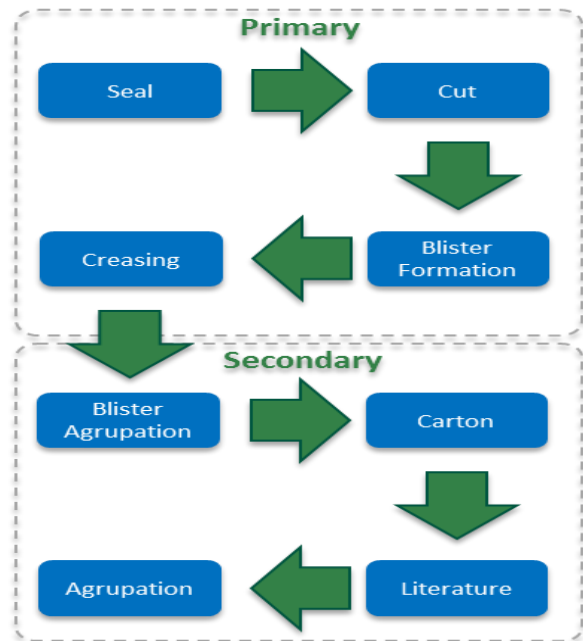 Primary
Seal
Cut
Blister
Formation
Creasing
Secondary
Blister
Agrupation
Carton
Literature
Agrupation